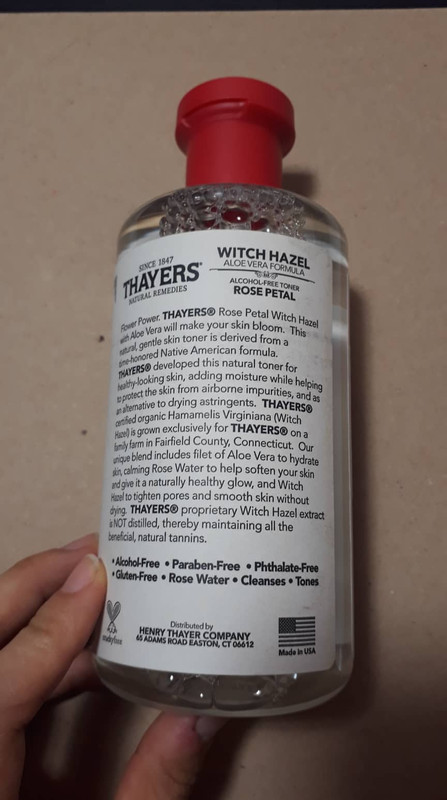 SINCE 1847
THAYERS®
NATURAL REMEDIES
WITCH HAZEL
ALOE VERA FORMULA
ALCOHOL-FREE TONER
ROSE PETAL
Flower Power. THAYERS® Rose Petal Witch Hazel
with Aloe Vera will make your skin bloom. This
natural, gentle skin toner is derived from a
time-honored Native American formula.
THAYERS® developed this natural toner for
healthy-looking skin, adding moisture while helping
to protect the skin from airborne impurities, and as
an alternative to drying astringents. THAYERS®
certified organic Hamamelis Virginiana (Witch
Hazel) is grown exclusively for THAYERS® on a
family farm in Fairfield County, Connecticut. Our
unique blend includes filet of Aloe Vera to hydrate
skin, calming Rose Water to help soften your skin
and give it a naturally healthy glow, and Witch
Hazel to tighten pores and smooth skin without
drying. THAYERS® proprietary Witch Hazel extract
is NOT distilled, thereby maintaining all the
beneficial, natural tannins.
• Alcohol-Free • Paraben-Free • Phthalate-Free
• Gluten-Free • Rose Water • Cleanses • Tones
crueltyfree
Distributed by
HENRY THAYER COMPANY
65 ADAMS ROAD EASTON, CT 06612
Made in USA